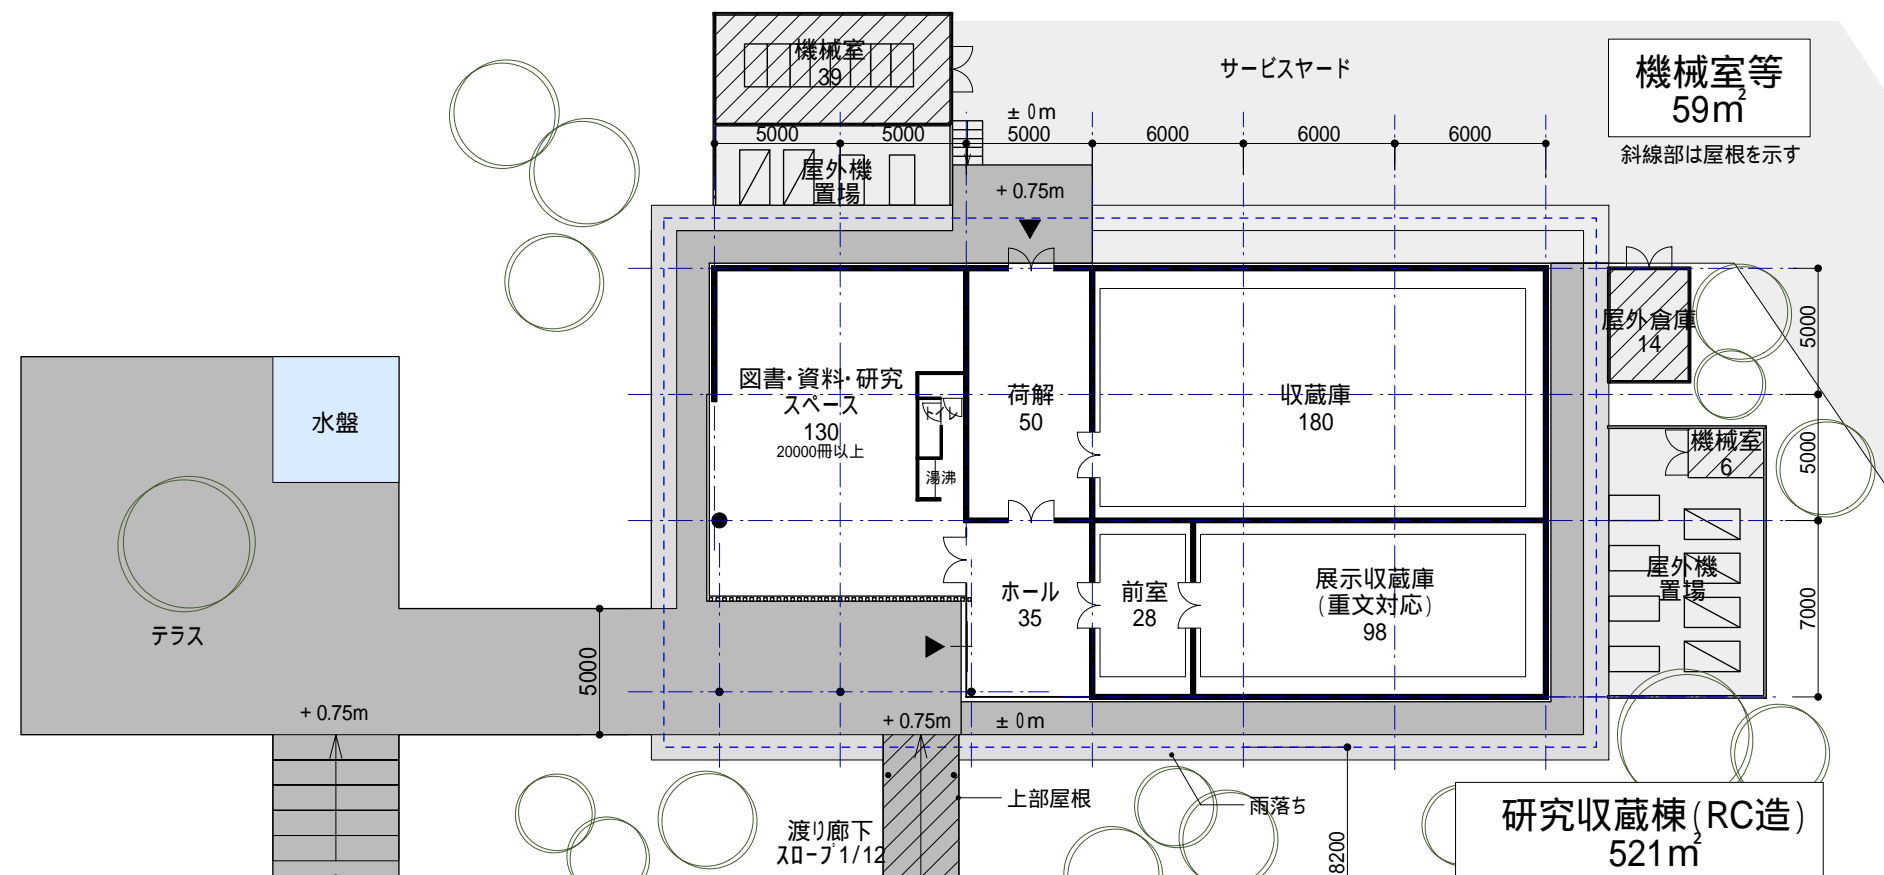 機械室
39
サービスヤード
機械室等
59㎡
斜線部は屋根を示す
±0m
5000
5000
5000
6000
6000
6000
屋外機
置場
+0.75m
屋外倉庫
14
5000
図書・資料・研究
スペース
130
20000冊以上
トイレ
湯沸
荷解
50
収蔵庫
180
水盤
機械室
6
5000
屋外機
置場
7000
ホール
35
前室
28
展示収蔵庫
(重文対応)
98
テラス
5000
+0.75m
+0.75m
±0m
上部屋根
雨落ち
渡り廊下
スロープ1/12
8200
研究収蔵棟(RC造)
521㎡